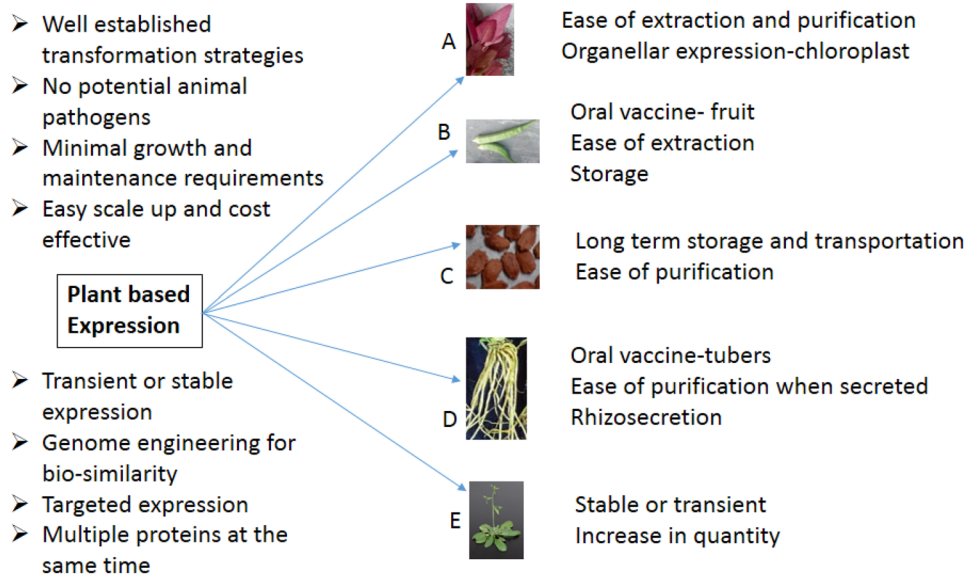 ➢ Well established
transformation strategies
➢ No potential animal
pathogens
➢ Minimal growth and
maintenance requirements
➢ Easy scale up and cost
effective
Plant based
Expression
➢ Transient or stable
expression
➢ Genome engineering for
bio-similarity
➢ Targeted expression
➢ Multiple proteins at the
same time
A
Ease of extraction and purification
Organellar expression-chloroplast
B
Oral vaccine- fruit
Ease of extraction
Storage
C
Long term storage and transportation
Ease of purification
D
Oral vaccine-tubers
Ease of purification when secreted
Rhizosecretion
E
Stable or transient
Increase in quantity